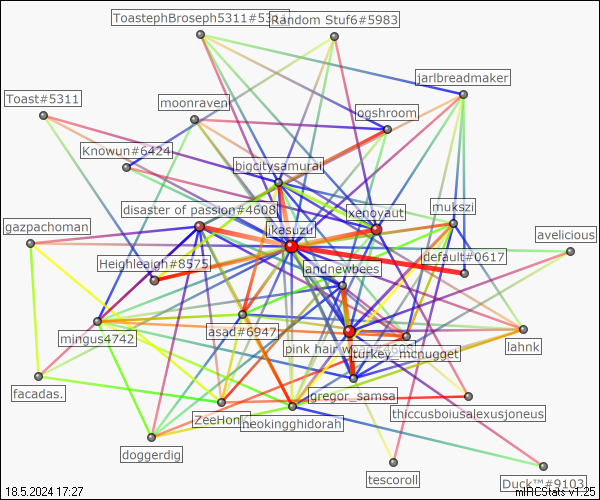 ToastephBroseph5311#5311
Random Stuf6#5983
jarlbreadmaker
Toast#5311
moonraven
ogshroom
Knowun#6424
bigcitysamurai
disaster of passion#4608
xenoyaut
mukszi
gazpachoman
ikasuzu
avelicious
Heighleaigh#8575
andnewbees
default#0617
mingus4742
asad#6947
pink hair
turkey_mcnugget
lahnk
facadas.
gregor_samsa
ZeeHon
neokingghidorah
thiccusboiusalexusjoneus
doggerdig
tescoroll
Duck™#9103
18.5.2024 17:27
mIRCStats v1.25